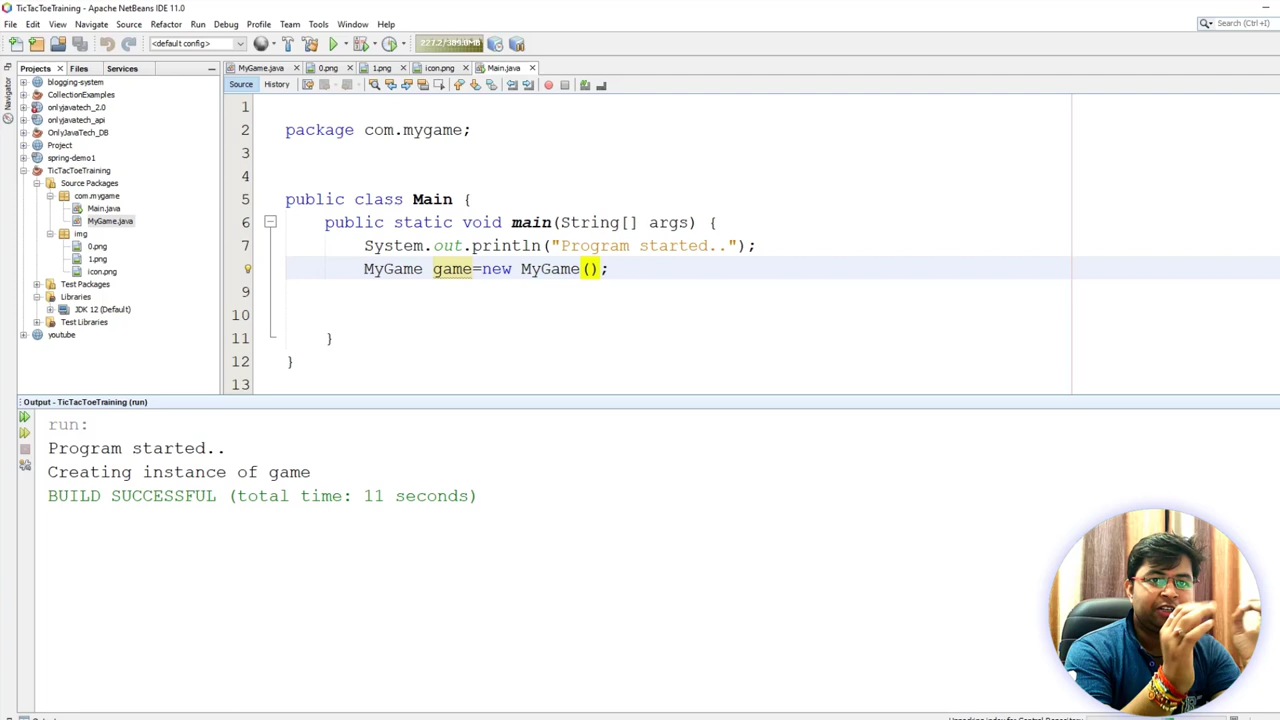 TicTacToeTraining - Apache NetBeans IDE 11.0
File Edit View Navigate Source Refactor Run Debug Profile Team Tools Window Help
Search (Ctrl+I)
<default config>
227.2/389.0MB
Projects Files Services
MyGame.java 0.png 1.png icon.png Main.java
Source History
Navigator
blogging-system
CollectionExamples
onlyjavatech_2.0
onlyjavatech_api
OnlyJavaTech_DB
Project
spring-demo1
TicTacToeTraining
Source Packages
com.mygame
Main.java
MyGame.java
img
0.png
1.png
icon.png
Test Packages
Libraries
JDK 12 (Default)
Test Libraries
youtube
1
2 package com.mygame;
3
4
5 public class Main {
6 public static void main(String[] args) {
7 System.out.println("Program started..");
MyGame game=new MyGame();
9
10
11 }
12 }
13
Output - TicTacToeTraining (run)
run:
Program started..
Creating instance of game
BUILD SUCCESSFUL (total time: 11 seconds)